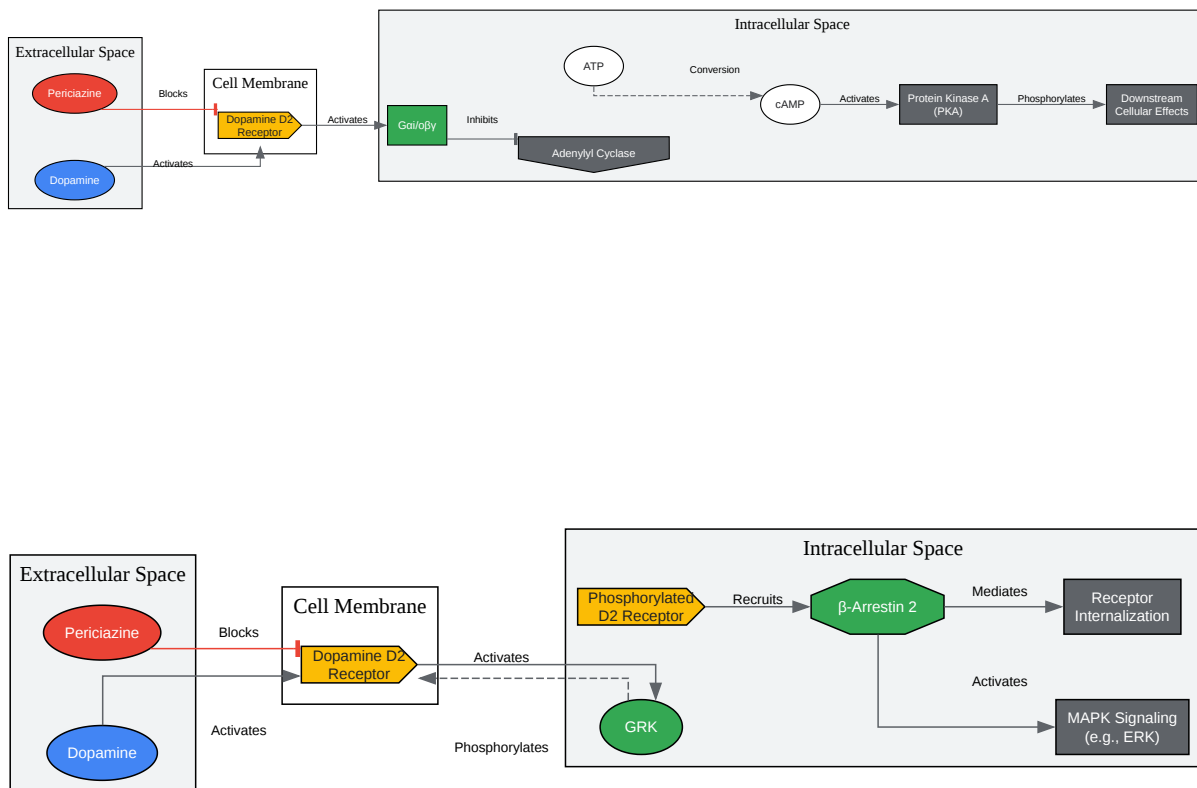 Intracellular Space
Extracellular Space
Cell Membrane
Periciazine
Blocks
Dopamine D2
Receptor
Activates
Dopamine
Activates
Gαi/oβγ
Inhibits
Adenylyl Cyclase
ATP
Conversion
cAMP
Activates
Protein Kinase A
(PKA)
Phosphorylates
Downstream
Cellular Effects
Intracellular Space
Extracellular Space
Cell Membrane
Periciazine
Blocks
Dopamine D2
Receptor
Activates
Dopamine
Activates
Phosphorylates
GRK
Phosphorylated
D2 Receptor
Recruits
β-Arrestin 2
Mediates
Receptor
Internalization
Activates
MAPK Signaling
(e.g., ERK)